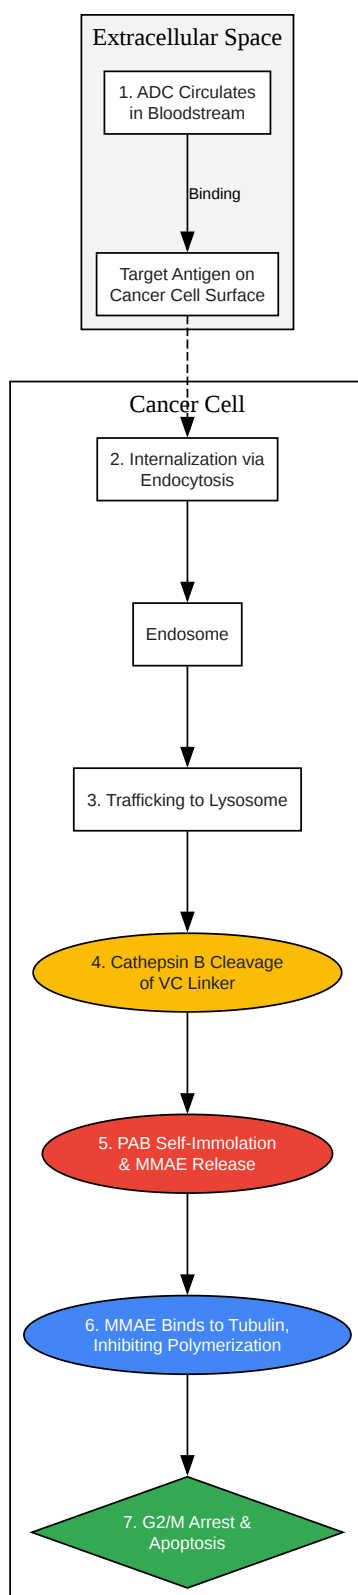 Extracellular Space
1. ADC Circulates
in Bloodstream
Binding
Target Antigen on
Cancer Cell Surface
Cancer Cell
2. Internalization via
Endocytosis
Endosome
3. Trafficking to Lysosome
4. Cathepsin B Cleavage
of VC Linker
5. PAB Self-Immolation
& MMAE Release
6. MMAE Binds to Tubulin,
Inhibiting Polymerization
7. G2/M Arrest &
Apoptosis